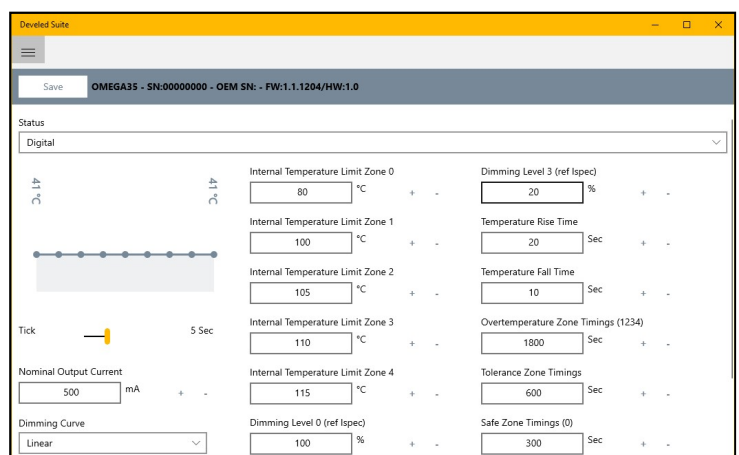 Develed Suite
Save OMEGA35 - SN:00000000 - OEM SN: - FW:1.1.1204/HW:1.0
Status
Digital
41 °C 41 °C
Tick 5 Sec
Nominal Output Current
500 mA + -
Dimming Curve
Linear
Internal Temperature Limit Zone 0
80 °C + -
Internal Temperature Limit Zone 1
100 °C + -
Internal Temperature Limit Zone 2
105 °C + -
Internal Temperature Limit Zone 3
110 °C + -
Internal Temperature Limit Zone 4
115 °C + -
Dimming Level 0 (ref Ispec)
100 % + -
Dimming Level 3 (ref Ispec)
20 % + -
Temperature Rise Time
20 Sec + -
Temperature Fall Time
10 Sec + -
Overtemperature Zone Timings (1234)
1800 Sec + -
Tolerance Zone Timings
600 Sec + -
Safe Zone Timings (0)
300 Sec + -